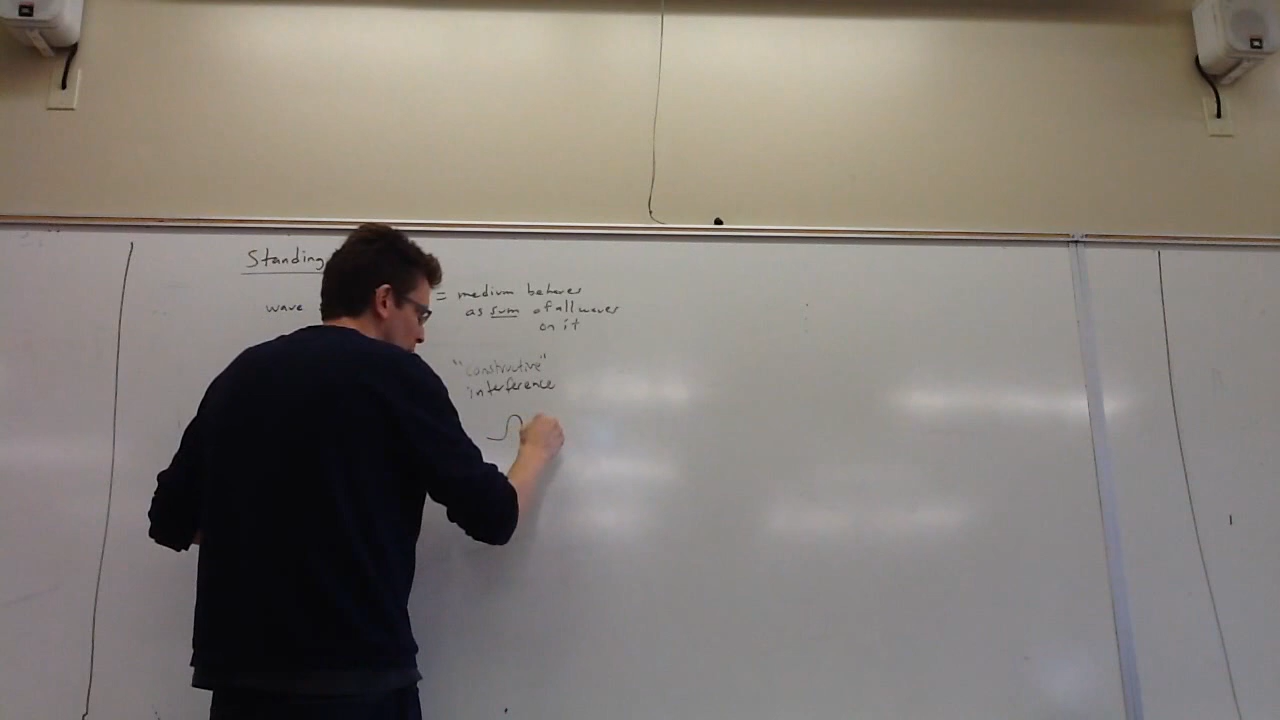 Standing
wave = medium behaves
as sum of all waves
on it
"constructive"
interference